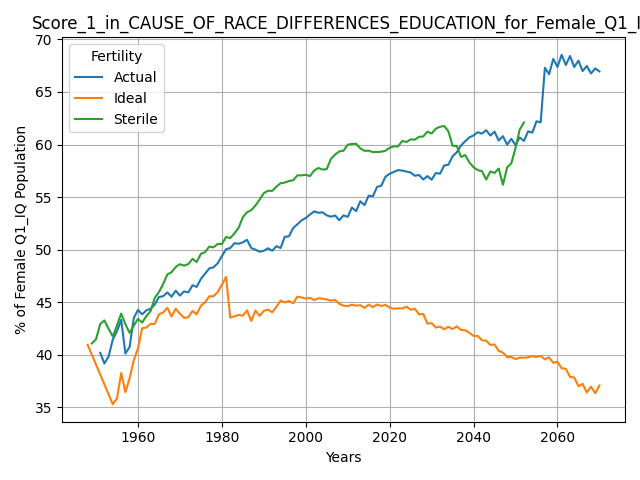 Score_1_in_CAUSE_OF_RACE_DIFFERENCES_EDUCATION_for_Female_Q1_I
Fertility
Actual
Ideal
Sterile
% of Female Q1_IQ Population
70
65
60
55
50
45
40
35
1960
1980
2000
2020
2040
2060
Years